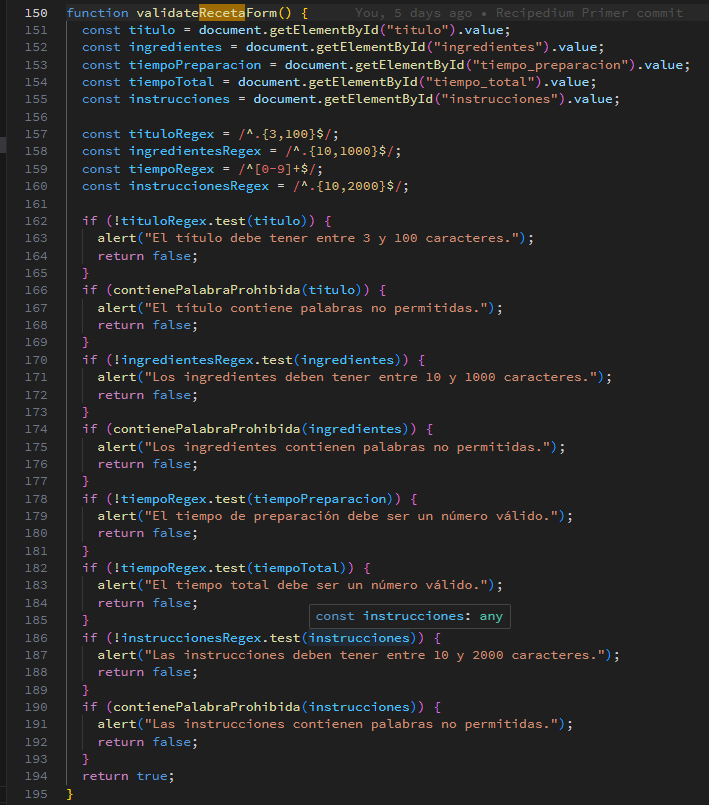 150 function validateRecetaForm() { You, 5 days ago • Recipedium Primer commit
151 const titulo = document.getElementById("titulo").value;
152 const ingredientes = document.getElementById("ingredientes").value;
153 const tiempoPreparacion = document.getElementById("tiempo_preparacion").value;
154 const tiempoTotal = document.getElementById("tiempo_total").value;
155 const instrucciones = document.getElementById("instrucciones").value;
156
157 const tituloRegex = /^.{3,100}$/;
158 const ingredientesRegex = /^.{10,1000}$/;
159 const tiempoRegex = /^[0-9]+$/;
160 const instruccionesRegex = /^.{10,2000}$/;
161
162 if (!tituloRegex.test(titulo)) {
163 alert("El título debe tener entre 3 y 100 caracteres.");
164 return false;
165 }
166 if (contienePalabraProhibida(titulo)) {
167 alert("El título contiene palabras no permitidas.");
168 return false;
169 }
170 if (!ingredientesRegex.test(ingredientes)) {
171 alert("Los ingredientes deben tener entre 10 y 1000 caracteres.");
172 return false;
173 }
174 if (contienePalabraProhibida(ingredientes)) {
175 alert("Los ingredientes contienen palabras no permitidas.");
176 return false;
177 }
178 if (!tiempoRegex.test(tiempoPreparacion)) {
179 alert("El tiempo de preparación debe ser un número válido.");
180 return false;
181 }
182 if (!tiempoRegex.test(tiempoTotal)) {
183 alert("El tiempo total debe ser un número válido.");
184 return false;
185 }
const instrucciones: any
186 if (!instruccionesRegex.test(instrucciones)) {
187 alert("Las instrucciones deben tener entre 10 y 2000 caracteres.");
188 return false;
189 }
190 if (contienePalabraProhibida(instrucciones)) {
191 alert("Las instrucciones contienen palabras no permitidas.");
192 return false;
193 }
194 return true;
195 }